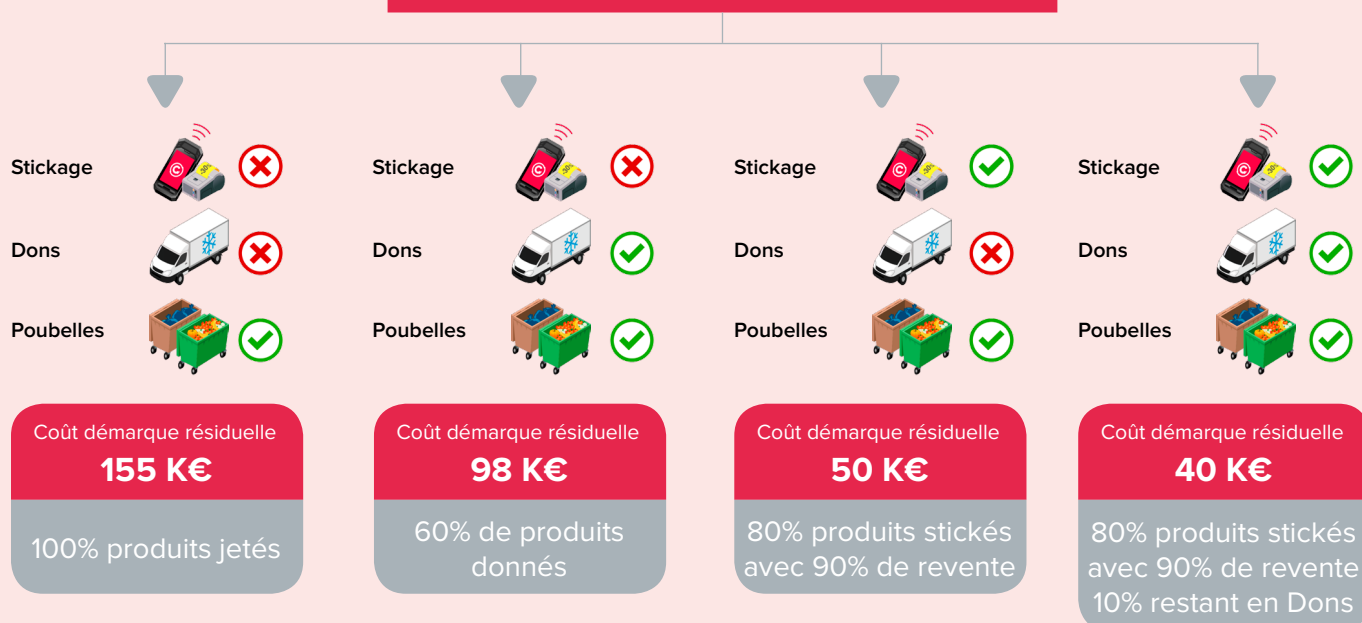 Stickage
Dons
Poubelles
Coût démarque résiduelle
155 K€
100% produits jetés
Stickage
Dons
Poubelles
Coût démarque résiduelle
98 K€
60% de produits
donnés
Stickage
Dons
Poubelles
Coût démarque résiduelle
50 K€
80% produits stickés
avec 90% de revente
Stickage
Dons
Poubelles
Coût démarque résiduelle
40 K€
80% produits stickés
avec 90% de revente
10% restant en Dons